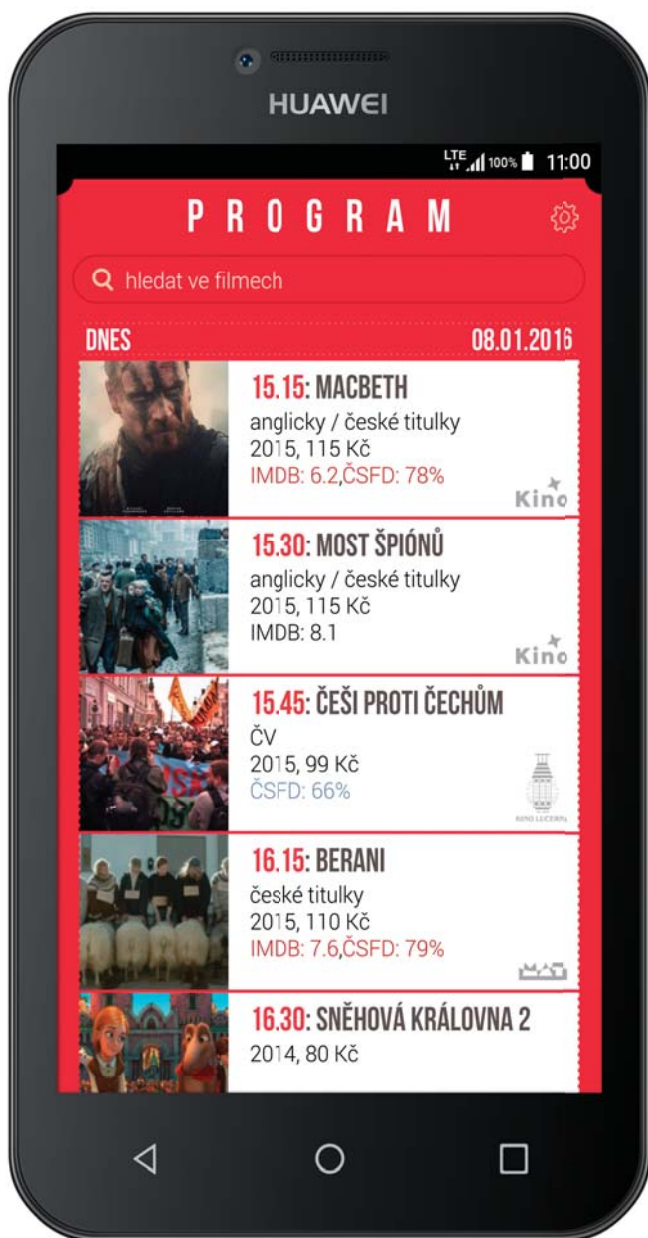 HUAWEI
LTE 100% 11:00
PROGRAM
hledat ve filmech
DNES 08.01.2016
15.15: MACBETH
anglicky / české titulky
2015, 115 Kč
IMDB: 6.2,ČSFD: 78%
Kino
15.30: MOST ŠPIÓNŮ
anglicky / české titulky
2015, 115 Kč
IMDB: 8.1
Kino
15.45: ČEŠI PROTI ČECHŮM
ČV
2015, 99 Kč
ČSFD: 66%
KINO LUCERNA
16.15: BERANI
české titulky
2015, 110 Kč
IMDB: 7.6,ČSFD: 79%
MAT
16.30: SNĚHOVÁ KRÁLOVNA 2
2014, 80 Kč